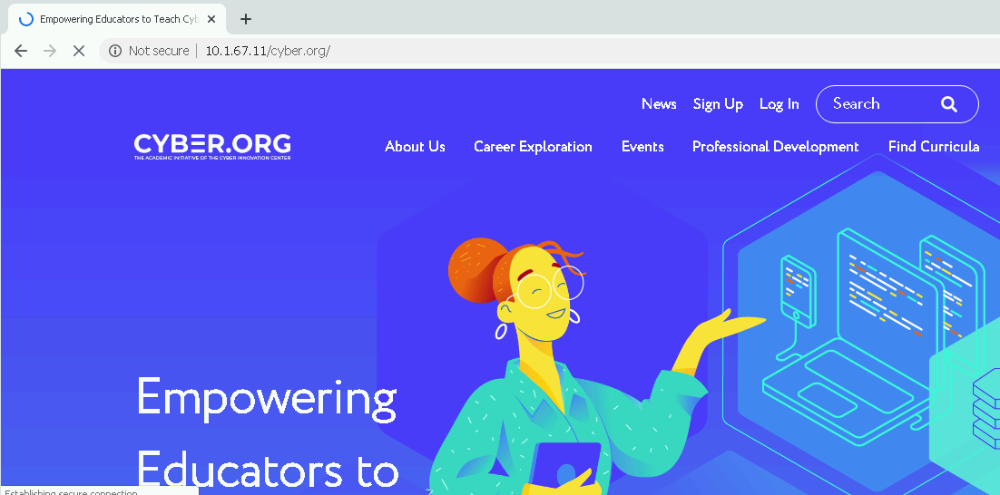 Empowering Educators to Teach Cyb
Not secure | 10.1.67.11/cyber.org/
News Sign Up Log In Search
CYBER.ORG
THE ACADEMIC INITIATIVE OF THE CYBER INNOVATION CENTER
About Us Career Exploration Events Professional Development Find Curricula
Empowering
Educators to
Establishing secure connection...